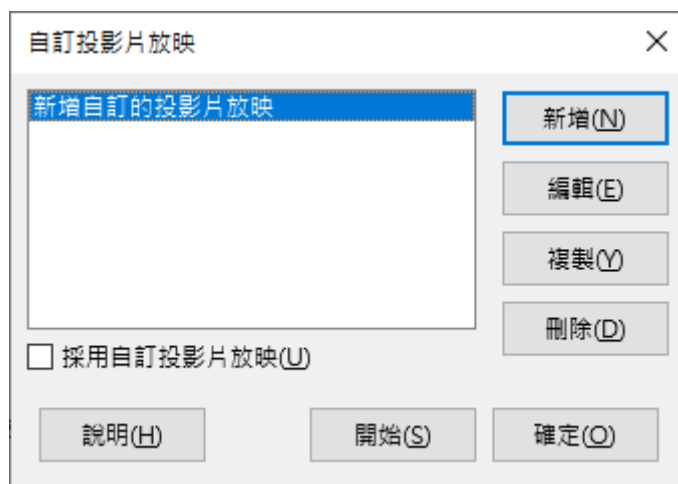 自訂投影片放映
新增自訂的投影片放映
新增(N)
編輯(E)
複製(Y)
刪除(D)
採用自訂投影片放映(U)
說明(H)
開始(S)
確定(O)